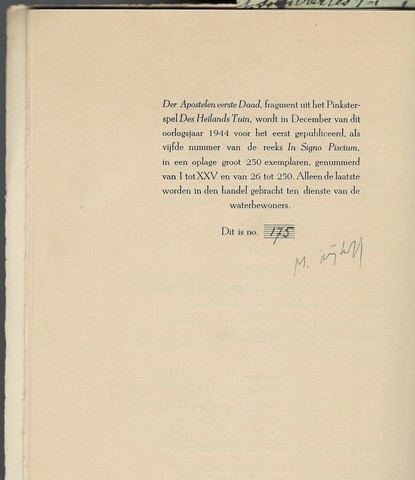 Der Apostelen eerste Daad, fragment uit het Pinkster-
spel Des Heilands Tuin, wordt in December van dit
oorlogsjaar 1944 voor het eerst gepubliceerd, als
vijfde nummer van de reeks In Signo Piscium,
in een oplage groot 250 exemplaren, genummerd
van I tot XXV en van 26 tot 250. Alleen de laatste
worden in den handel gebracht ten dienste van de
waterbewoners.
Dit is no. 175
M. Nijhoff